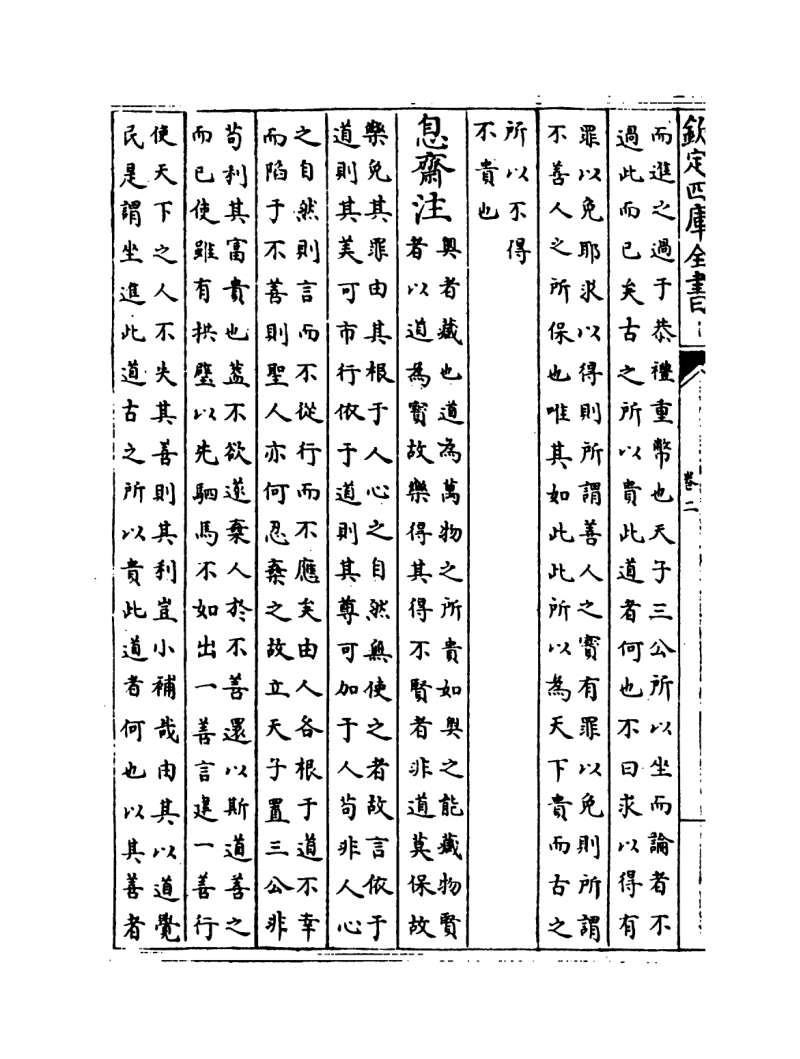 欽定四庫全書
卷二
而進之過于恭禮重幣也天子三公所以坐而論者不
過此而已矣古之所以貴此道者何也不曰求以得有
罪以免耶求以得則所謂善人之寳有罪以免則所謂
不善人之所保也唯其如此此所以為天下貴而古之
所以不得
不貴也
息齋注
奥者藏也道為萬物之所貴如奥之能藏物賢
者以道為寳故樂得其得不賢者非道莫保故
樂免其罪由其根于人心之自然無使之者故言依于
道則其美可市行依于道則其尊可加于人苟非人心
之自然則言而不從行而不應矣由人各根于道不幸
而陷于不善則聖人亦何忍棄之故立天子置三公非
苟利其富貴也蓋不欲遂棄人於不善還以斯道善之
而已使雖有拱璧以先駟馬不如出一善言建一善行
使天下之人不失其善則其利豈小補哉由其以道覺
民是謂坐進此道古之所以貴此道者何也以其善者